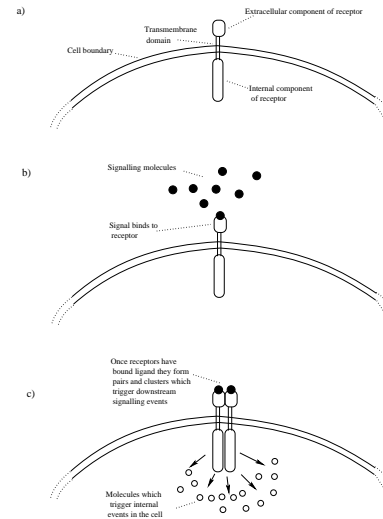 a)
Extracellular component of receptor
Transmembrane
domain
Cell boundary
Internal component
of receptor
b)
Signalling molecules
Signal binds to
receptor
c)
Once receptors have
bound ligand they form
pairs and clusters which
trigger downstream
signalling events
Molecules which
trigger internal
events in the cell